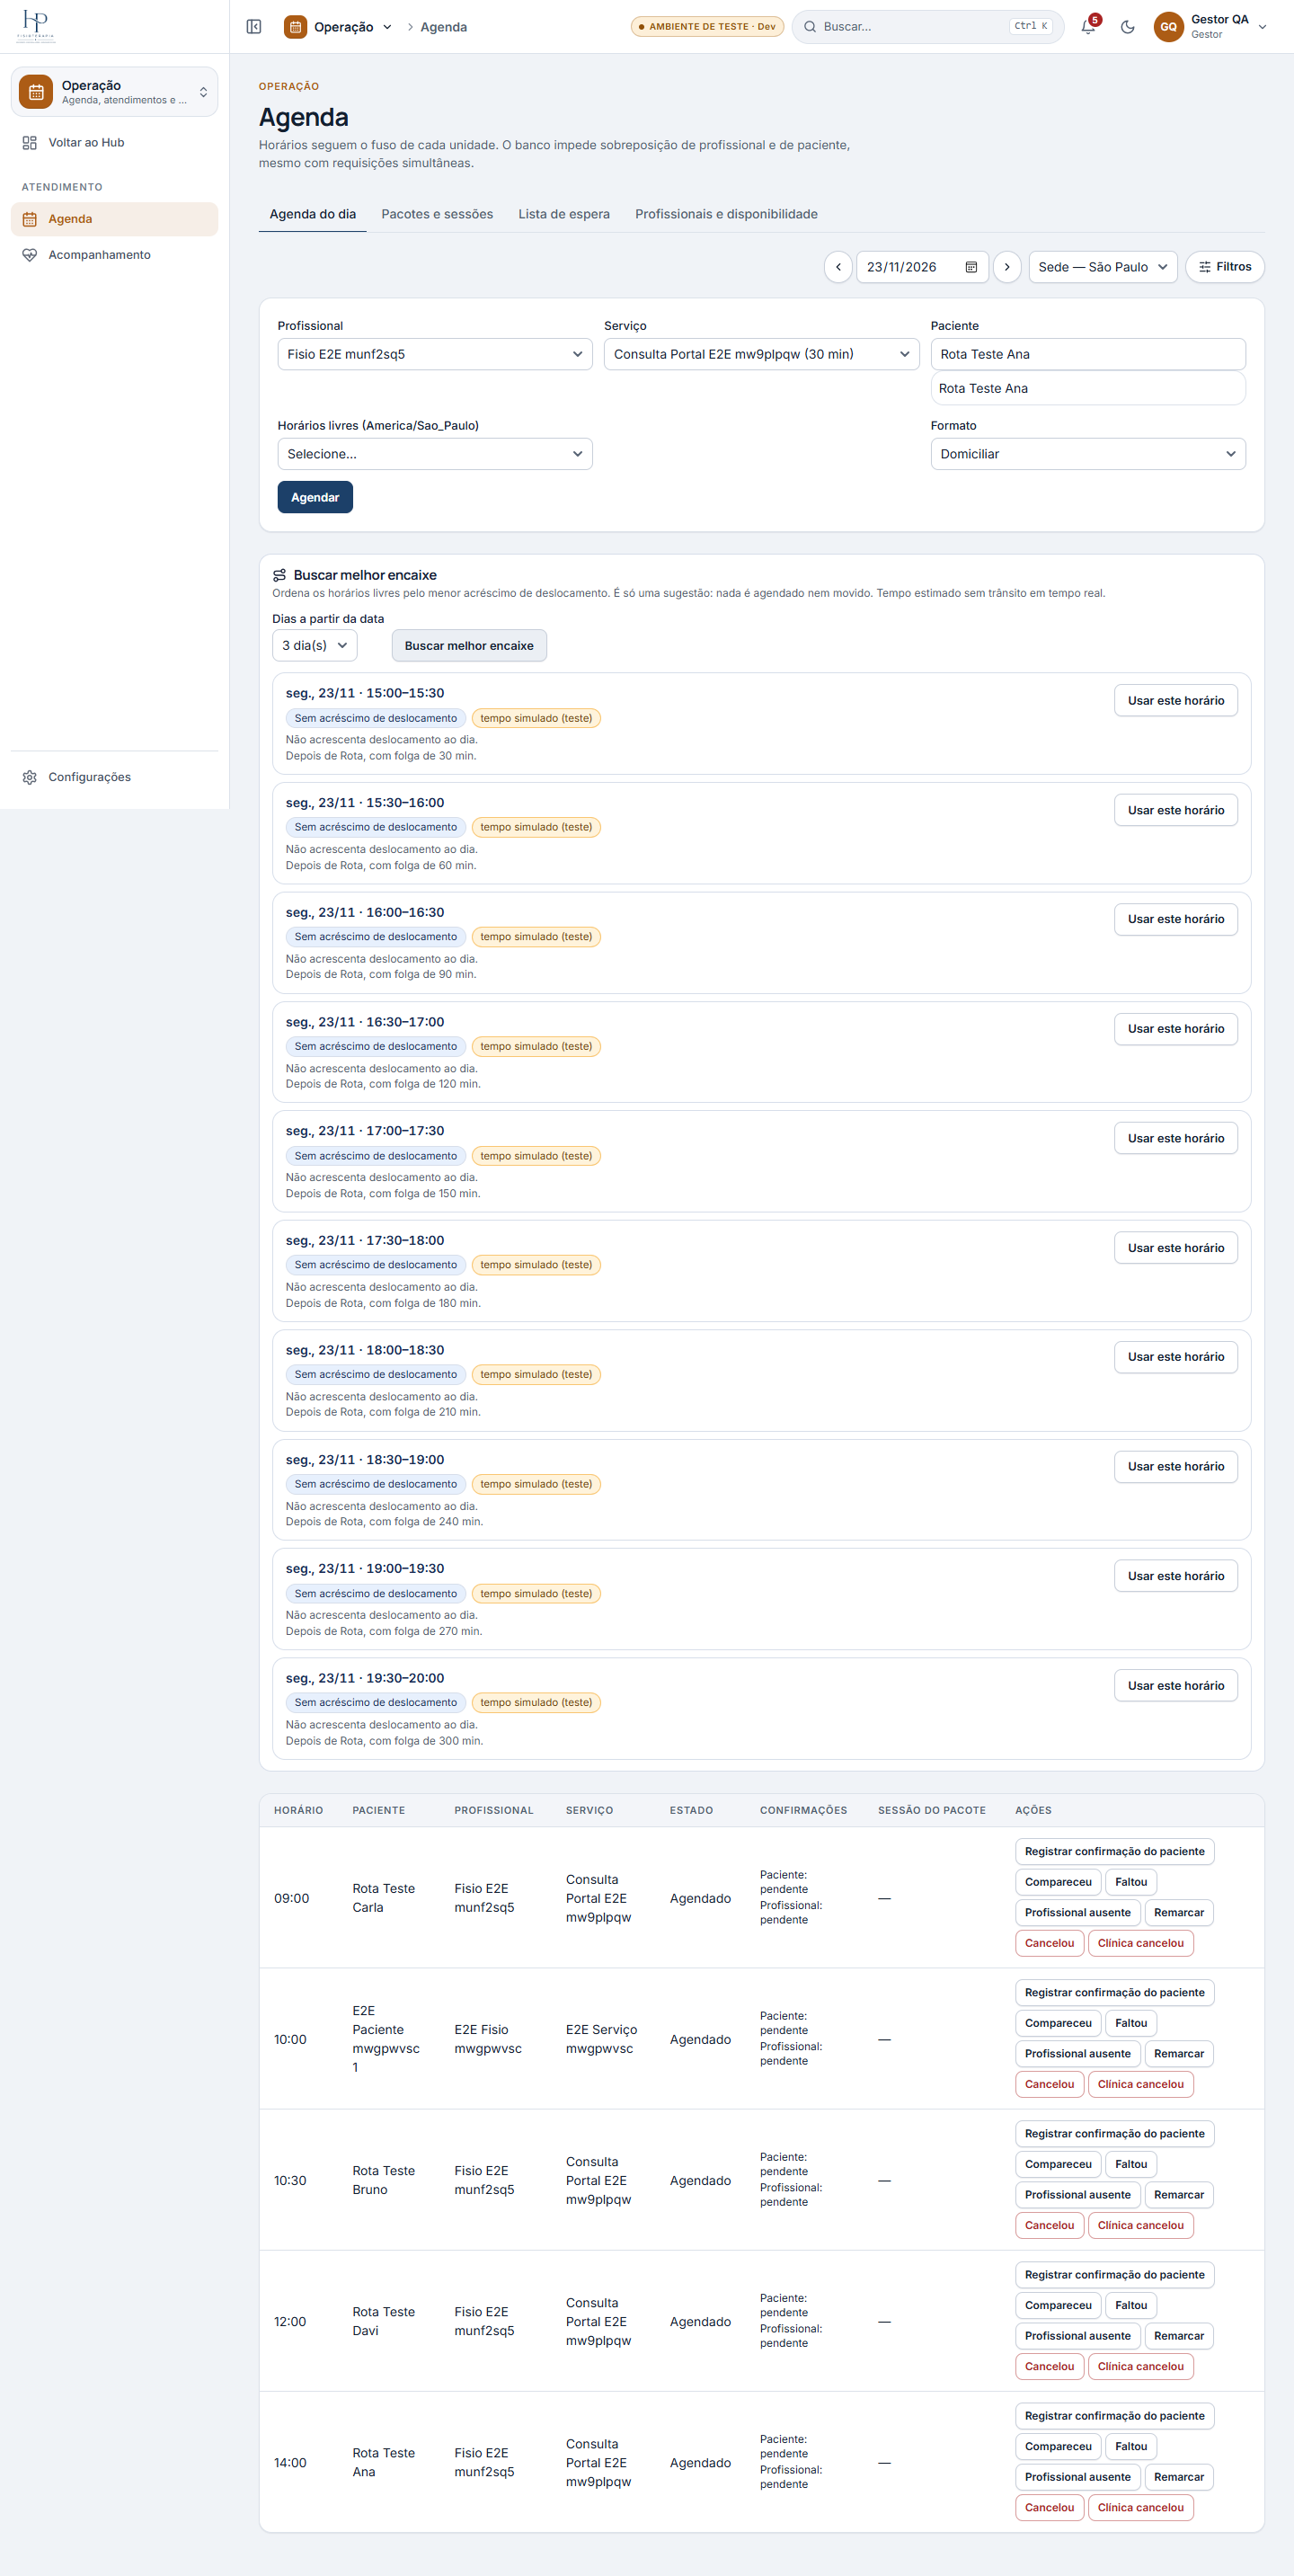 hp
FISIOTERAPIA
Operação
Agenda
AMBIENTE DE TESTE · Dev
Buscar...
Ctrl K
5
GQ
Gestor QA
Gestor
Operação
Agenda, atendimentos e ...
Voltar ao Hub
ATENDIMENTO
Agenda
Acompanhamento
Configurações
OPERAÇÃO
Agenda
Horários seguem o fuso de cada unidade. O banco impede sobreposição de profissional e de paciente,
mesmo com requisições simultâneas.
Agenda do dia
Pacotes e sessões
Lista de espera
Profissionais e disponibilidade
23/11/2026
Sede — São Paulo
Filtros
Profissional
Serviço
Paciente
Fisio E2E munf2sq5
Consulta Portal E2E mw9plpqw (30 min)
Rota Teste Ana
Rota Teste Ana
Horários livres (America/Sao_Paulo)
Formato
Selecione...
Domiciliar
Agendar
Buscar melhor encaixe
Ordena os horários livres pelo menor acréscimo de deslocamento. É só uma sugestão: nada é agendado nem movido. Tempo estimado sem trânsito em tempo real.
Dias a partir da data
3 dia(s)
Buscar melhor encaixe
seg., 23/11 · 15:00–15:30
Usar este horário
Sem acréscimo de deslocamento
tempo simulado (teste)
Não acrescenta deslocamento ao dia.
Depois de Rota, com folga de 30 min.
seg., 23/11 · 15:30–16:00
Usar este horário
Sem acréscimo de deslocamento
tempo simulado (teste)
Não acrescenta deslocamento ao dia.
Depois de Rota, com folga de 60 min.
seg., 23/11 · 16:00–16:30
Usar este horário
Sem acréscimo de deslocamento
tempo simulado (teste)
Não acrescenta deslocamento ao dia.
Depois de Rota, com folga de 90 min.
seg., 23/11 · 16:30–17:00
Usar este horário
Sem acréscimo de deslocamento
tempo simulado (teste)
Não acrescenta deslocamento ao dia.
Depois de Rota, com folga de 120 min.
seg., 23/11 · 17:00–17:30
Usar este horário
Sem acréscimo de deslocamento
tempo simulado (teste)
Não acrescenta deslocamento ao dia.
Depois de Rota, com folga de 150 min.
seg., 23/11 · 17:30–18:00
Usar este horário
Sem acréscimo de deslocamento
tempo simulado (teste)
Não acrescenta deslocamento ao dia.
Depois de Rota, com folga de 180 min.
seg., 23/11 · 18:00–18:30
Usar este horário
Sem acréscimo de deslocamento
tempo simulado (teste)
Não acrescenta deslocamento ao dia.
Depois de Rota, com folga de 210 min.
seg., 23/11 · 18:30–19:00
Usar este horário
Sem acréscimo de deslocamento
tempo simulado (teste)
Não acrescenta deslocamento ao dia.
Depois de Rota, com folga de 240 min.
seg., 23/11 · 19:00–19:30
Usar este horário
Sem acréscimo de deslocamento
tempo simulado (teste)
Não acrescenta deslocamento ao dia.
Depois de Rota, com folga de 270 min.
seg., 23/11 · 19:30–20:00
Usar este horário
Sem acréscimo de deslocamento
tempo simulado (teste)
Não acrescenta deslocamento ao dia.
Depois de Rota, com folga de 300 min.
HORÁRIO PACIENTE PROFISSIONAL SERVIÇO ESTADO CONFIRMAÇÕES SESSÃO DO PACOTE AÇÕES
09:00
Rota Teste
Carla
Fisio E2E
munf2sq5
Consulta
Portal E2E
mw9plpqw
Agendado
Paciente:
pendente
Profissional:
pendente
—
Registrar confirmação do paciente
Compareceu Faltou
Profissional ausente Remarcar
Cancelou Clínica cancelou
10:00
E2E
Paciente
mwgpwvsc
1
E2E Fisio
mwgpwvsc
E2E Serviço
mwgpwvsc
Agendado
Paciente:
pendente
Profissional:
pendente
—
Registrar confirmação do paciente
Compareceu Faltou
Profissional ausente Remarcar
Cancelou Clínica cancelou
10:30
Rota Teste
Bruno
Fisio E2E
munf2sq5
Consulta
Portal E2E
mw9plpqw
Agendado
Paciente:
pendente
Profissional:
pendente
—
Registrar confirmação do paciente
Compareceu Faltou
Profissional ausente Remarcar
Cancelou Clínica cancelou
12:00
Rota Teste
Davi
Fisio E2E
munf2sq5
Consulta
Portal E2E
mw9plpqw
Agendado
Paciente:
pendente
Profissional:
pendente
—
Registrar confirmação do paciente
Compareceu Faltou
Profissional ausente Remarcar
Cancelou Clínica cancelou
14:00
Rota Teste
Ana
Fisio E2E
munf2sq5
Consulta
Portal E2E
mw9plpqw
Agendado
Paciente:
pendente
Profissional:
pendente
—
Registrar confirmação do paciente
Compareceu Faltou
Profissional ausente Remarcar
Cancelou Clínica cancelou